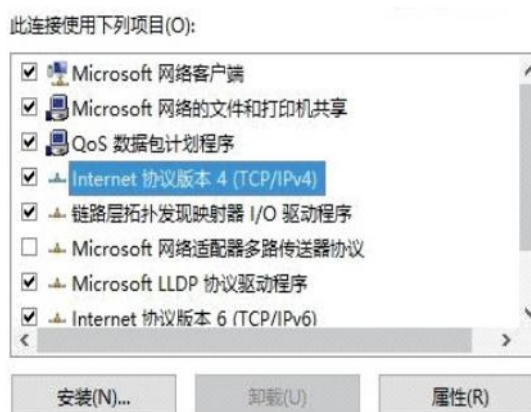 此连接使用下列项目(O):
Microsoft 网络客户端
Microsoft 网络的文件和打印机共享
QoS 数据包计划程序
Internet 协议版本 4 (TCP/IPv4)
链路层拓扑发现映射器 I/O 驱动程序
Microsoft 网络适配器多路传送器协议
Microsoft LLDP 协议驱动程序
Internet 协议版本 6 (TCP/IPv6)
安装(N)... 卸载(U) 属性(R)